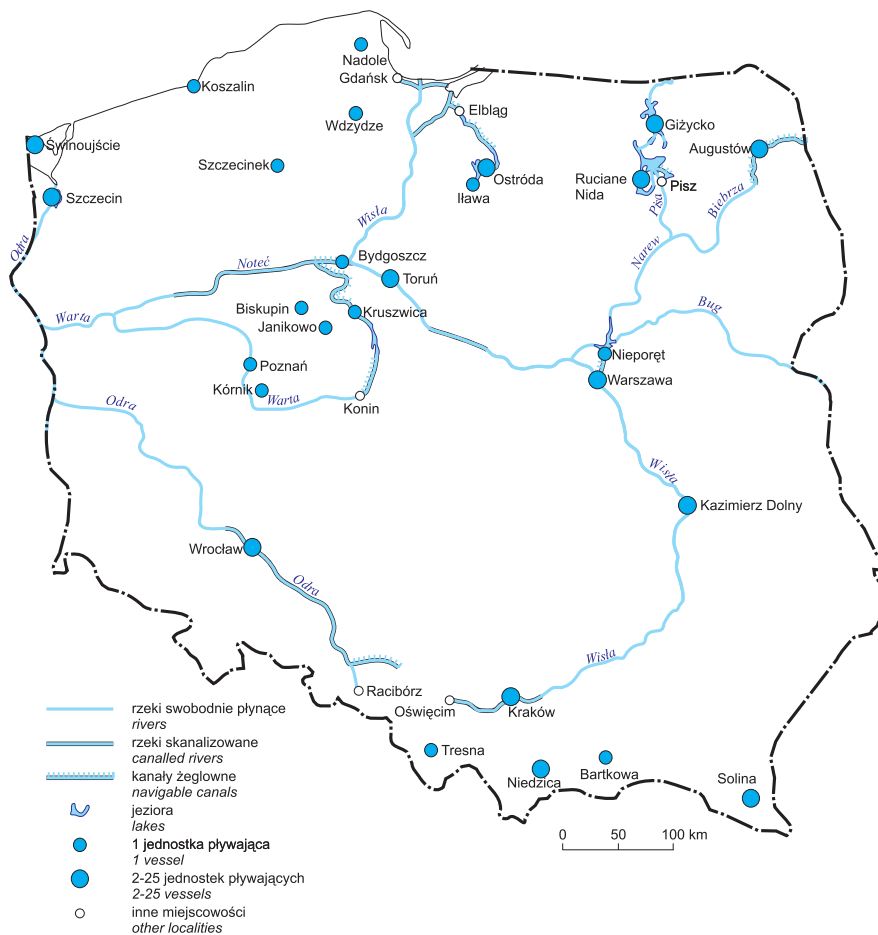 Nadole
Gdańsk
Koszalin
Elbląg
Wdzydze
Giżycko
Świnoujście
Augustów
Szczecinek
Ostróda
Ruciane
Nida
Pisz
Iława
Szczecin
Pisa
Biebrza
Wisła
Odra
Narew
Bydgoszcz
Noteć
Toruń
Bug
Biskupin
Kruszwica
Warta
Janikowo
Nieporęt
Poznań
Warszawa
Kórnik
Warta
Konin
Odra
Wisła
Kazimierz Dolny
Wrocław
Odra
Wisła
Racibórz
Oświęcim
Kraków
Tresna
Niedzica
Bartkowa
Solina
rzeki swobodnie płynące
rivers
rzeki skanalizowane
canalled rivers
kanały żeglowne
navigable canals
jeziora
lakes
1 jednostka pływająca
1 vessel
2-25 jednostek pływających
2-25 vessels
inne miejscowości
other localities
0 50 100 km